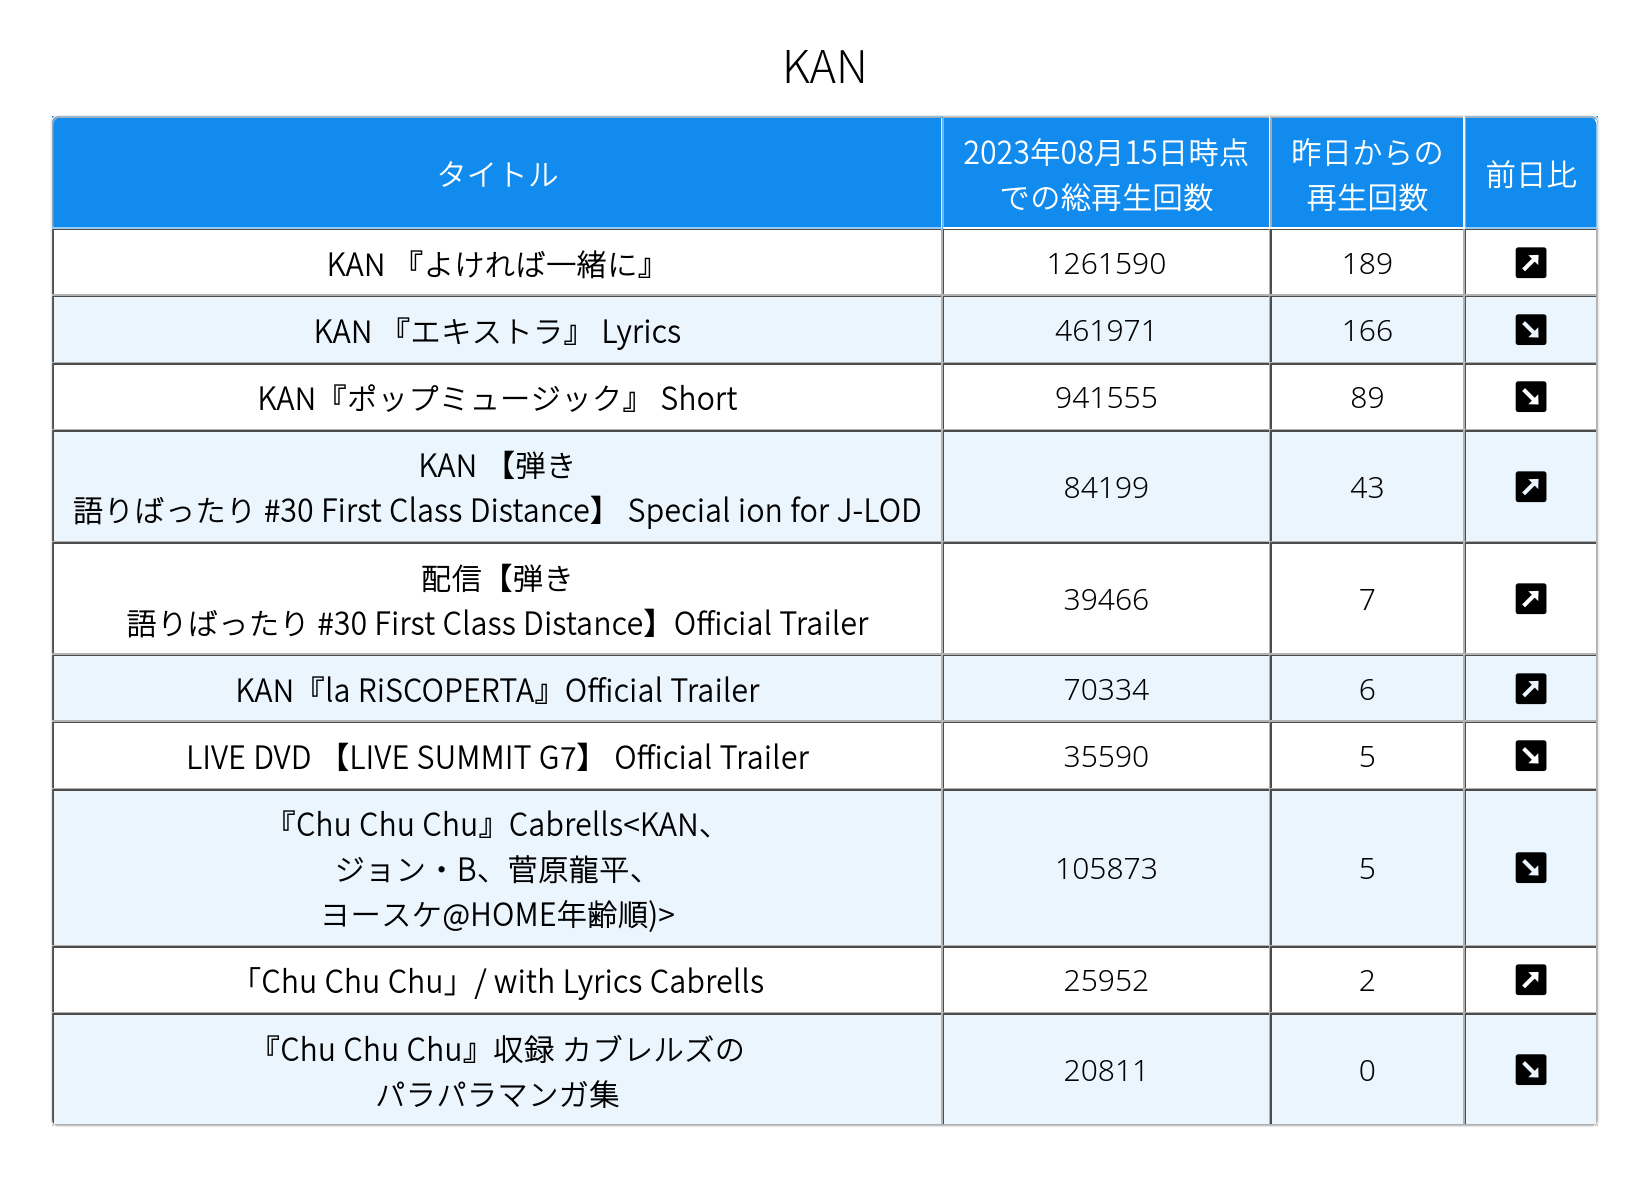 KAN
タイトル
2023年08月15日時点
での総再生回数
昨日からの
再生回数
前日比
KAN 『よければ一緒に』
1261590
189
KAN 『エキストラ』 Lyrics
461971
166
KAN『ポップミュージック』 Short
941555
89
KAN 【弾き
語りばったり #30 First Class Distance】 Special ion for J-LOD
84199
43
配信【弾き
語りばったり #30 First Class Distance】Official Trailer
39466
7
KAN『la RiSCOPERTA』Official Trailer
70334
6
LIVE DVD 【LIVE SUMMIT G7】 Official Trailer
35590
5
『Chu Chu Chu』Cabrells<KAN、
ジョン・B、菅原龍平、
ヨースケ@HOME年齢順)>
105873
5
「Chu Chu Chu」/ with Lyrics Cabrells
25952
2
『Chu Chu Chu』収録 カブレルズの
パラパラマンガ集
20811
0